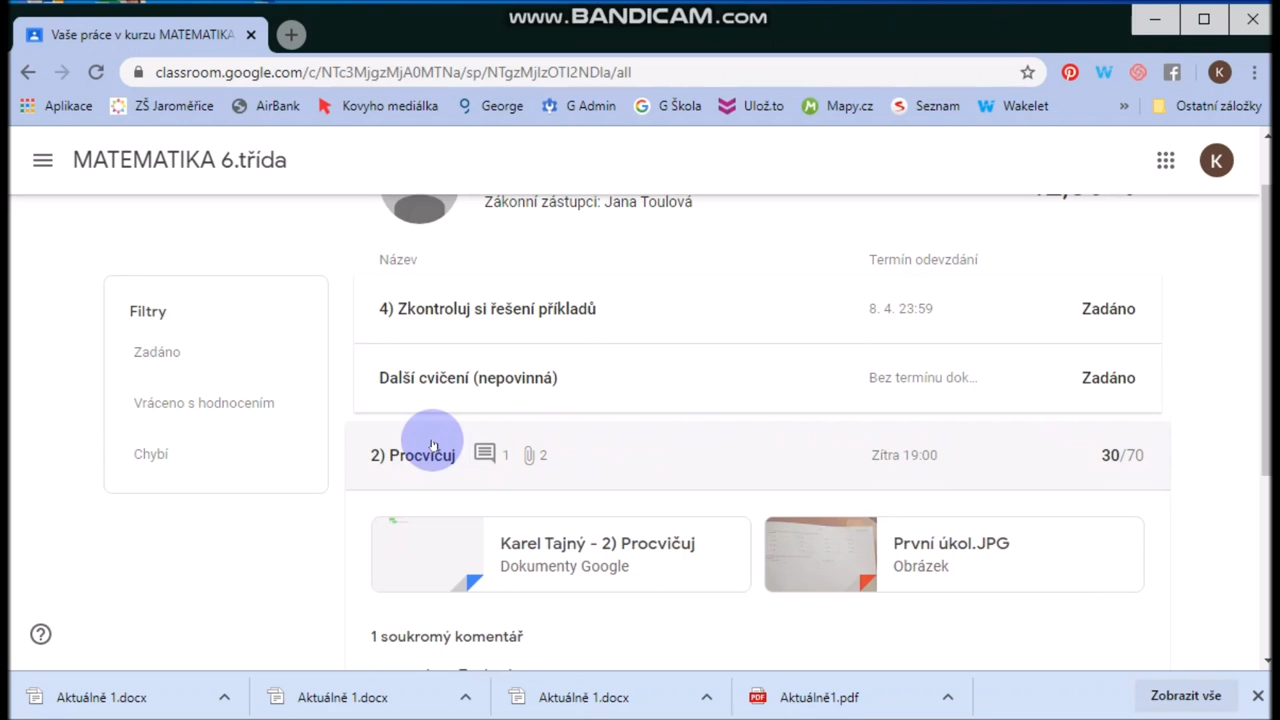 www.BANDICAM.com
Vaše práce v kurzu MATEMATIKA
classroom.google.com/c/NTc3MjgzMjA0MTNa/sp/NTgzMjIzOTI2NDIa/all
K
Aplikace
ZŠ Jaroměřice
AirBank
Kovyho mediálka
George
G Admin
G Škola
Ulož.to
Mapy.cz
Seznam
Wakelet
»
Ostatní záložky
MATEMATIKA 6.třída
K
Zákonní zástupci: Jana Toulová
Název
Termín odevzdání
Filtry
Zadáno
Vráceno s hodnocením
Chybí
4) Zkontroluj si řešení příkladů
8. 4. 23:59
Zadáno
Další cvičení (nepovinná)
Bez termínu dok...
Zadáno
2) Procvičuj
1
2
Zítra 19:00
30/70
Karel Tajný - 2) Procvičuj
Dokumenty Google
První úkol.JPG
Obrázek
1 soukromý komentář
Aktuálně 1.docx
Aktuálně 1.docx
Aktuálně 1.docx
Aktuálně1.pdf
Zobrazit vše